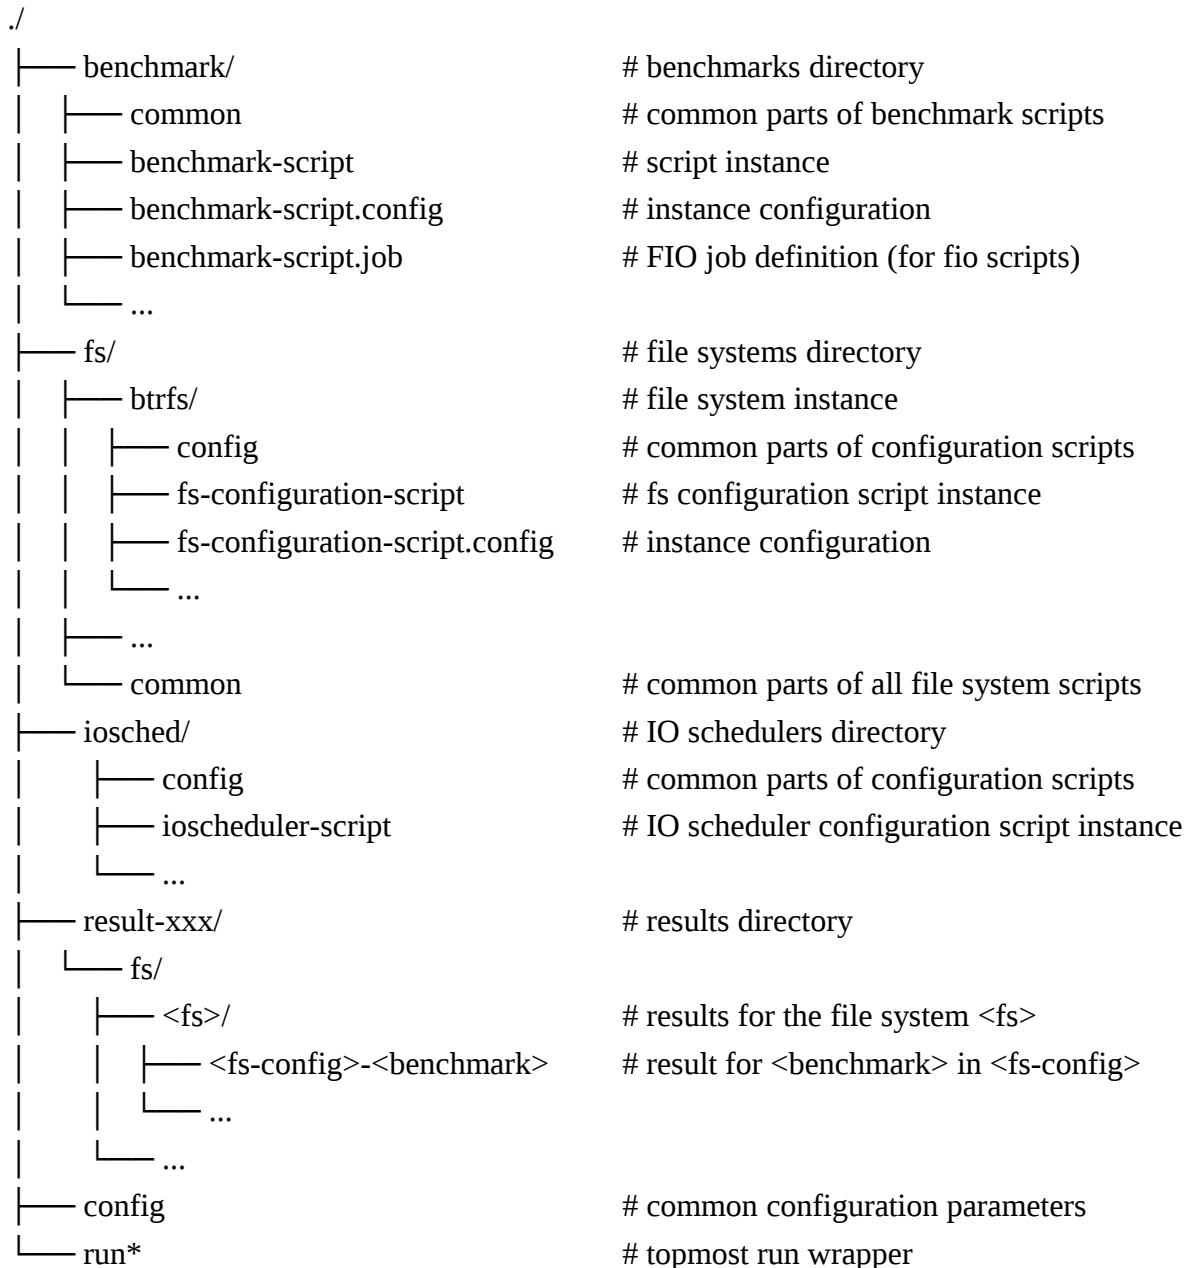 ./
├── benchmark/ # benchmarks directory
│ ├── common # common parts of benchmark scripts
│ ├── benchmark-script # script instance
│ ├── benchmark-script.config # instance configuration
│ ├── benchmark-script.job # FIO job definition (for fio scripts)
│ └── ...
├── fs/ # file systems directory
│ ├── btrfs/ # file system instance
│ │ ├── config # common parts of configuration scripts
│ │ ├── fs-configuration-script # fs configuration script instance
│ │ ├── fs-configuration-script.config # instance configuration
│ │ └── ...
│ ├── ...
│ └── common # common parts of all file system scripts
├── iosched/ # IO schedulers directory
│ ├── config # common parts of configuration scripts
│ ├── ioscheduler-script # IO scheduler configuration script instance
│ └── ...
├── result-xxx/ # results directory
│ └── fs/
│ ├── <fs>/ # results for the file system <fs>
│ │ ├── <fs-config>-<benchmark> # result for <benchmark> in <fs-config>
│ │ └── ...
│ └── ...
├── config # common configuration parameters
└── run* # topmost run wrapper